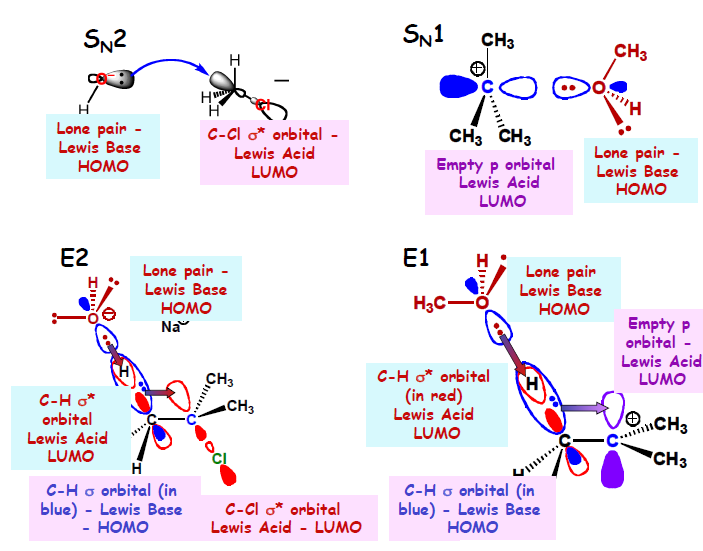 SN2
H
O
H
H
H
Cl
Lone pair -
Lewis Base
HOMO
C-Cl σ* orbital -
Lewis Acid
LUMO
SN1
CH3
C
CH3
CH3
Empty p orbital
Lewis Acid
LUMO
CH3
O
H
Lone pair -
Lewis Base
HOMO
E2
H
O
Na
Lone pair -
Lewis Base
HOMO
H
C-H σ*
orbital
Lewis Acid
LUMO
C
C
CH3
CH3
H
Cl
C-H σ orbital (in
blue) - Lewis Base
- HOMO
C-Cl σ* orbital
Lewis Acid - LUMO
E1
H
H3C
O
Lone pair
Lewis Base
HOMO
Empty p
orbital -
Lewis Acid
LUMO
H
C-H σ* orbital
(in red)
Lewis Acid
LUMO
C
C
CH3
CH3
H
C-H σ orbital (in
blue) - Lewis Base
HOMO